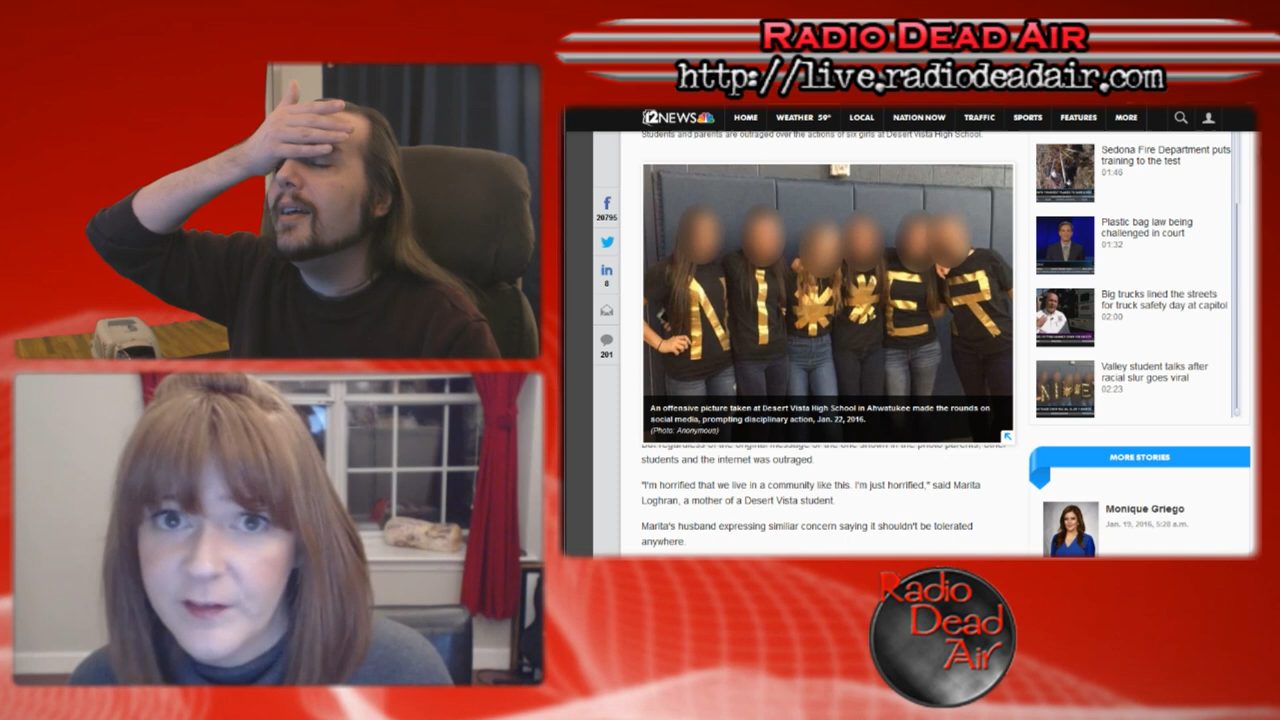 RADIO DEAD AIR
http://live.radiodeadair.com
12NEWS HOME WEATHER 59° LOCAL NATION NOW TRAFFIC SPORTS FEATURES MORE
Students and parents are outraged over the actions of six girls at Desert Vista High School.
20795
8
201
NI**ER
An offensive picture taken at Desert Vista High School in Ahwatukee made the rounds on
social media, prompting disciplinary action, Jan. 22, 2016.
(Photo: Anonymous)
students and the internet was outraged.
"I'm horrified that we live in a community like this. I'm just horrified," said Marita
Loghran, a mother of a Desert Vista student.
Marita's husband expressing similiar concern saying it shouldn't be tolerated
anywhere.
Sedona Fire Department puts
training to the test
01:46
Plastic bag law being
challenged in court
01:32
Big trucks lined the streets
for truck safety day at capitol
02:00
Valley student talks after
racial slur goes viral
02:23
MORE STORIES
Monique Griego
Jan. 19, 2016, 5:28 a.m.
Radio
Dead
Air